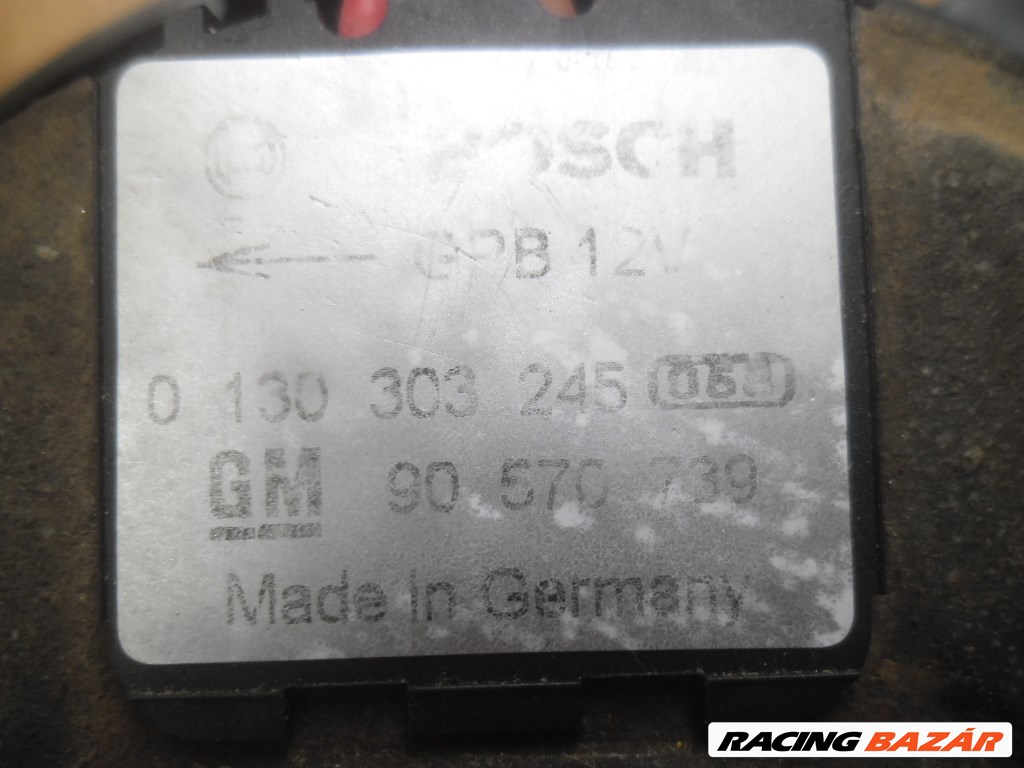 BOSCH
GPB 12V
0 130 303 245
GM 90 570 739
Made in Germany
RACING BAZÁR